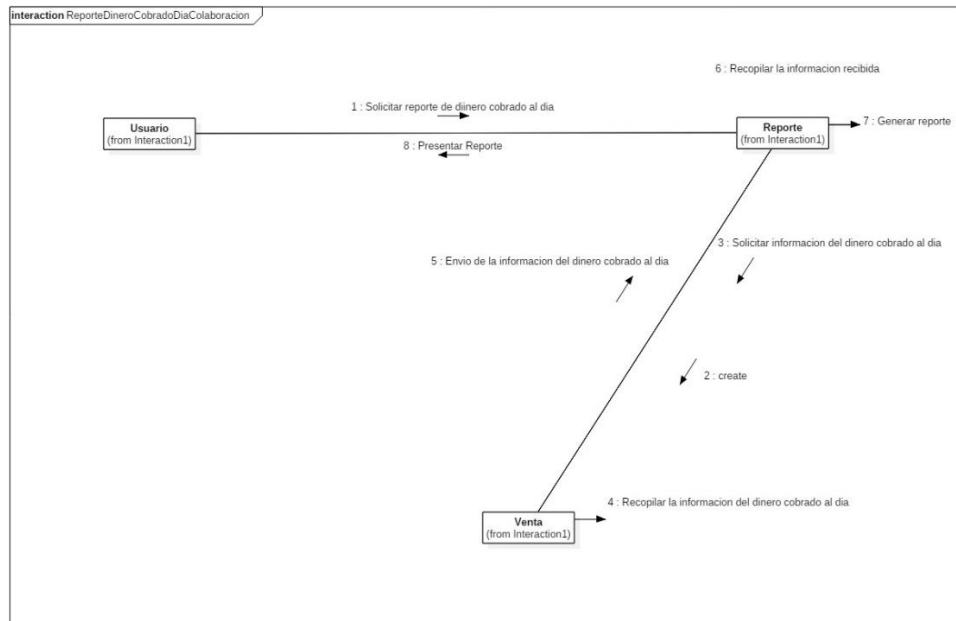 interaction ReporteDineroCobradoDiaColaboracion
6 : Recopilar la informacion recibida
1 : Solicitar reporte de diinero cobrado al dia
Usuario
(from Interaction1)
Reporte
(from Interaction1)
7 : Generar reporte
8 : Presentar Reporte
3 : Solicitar informacion del dinero cobrado al dia
5 : Envio de la informacion del dinero cobrado al dia
2 : create
4 : Recopilar la informacion del dinero cobrado al dia
Venta
(from Interaction1)